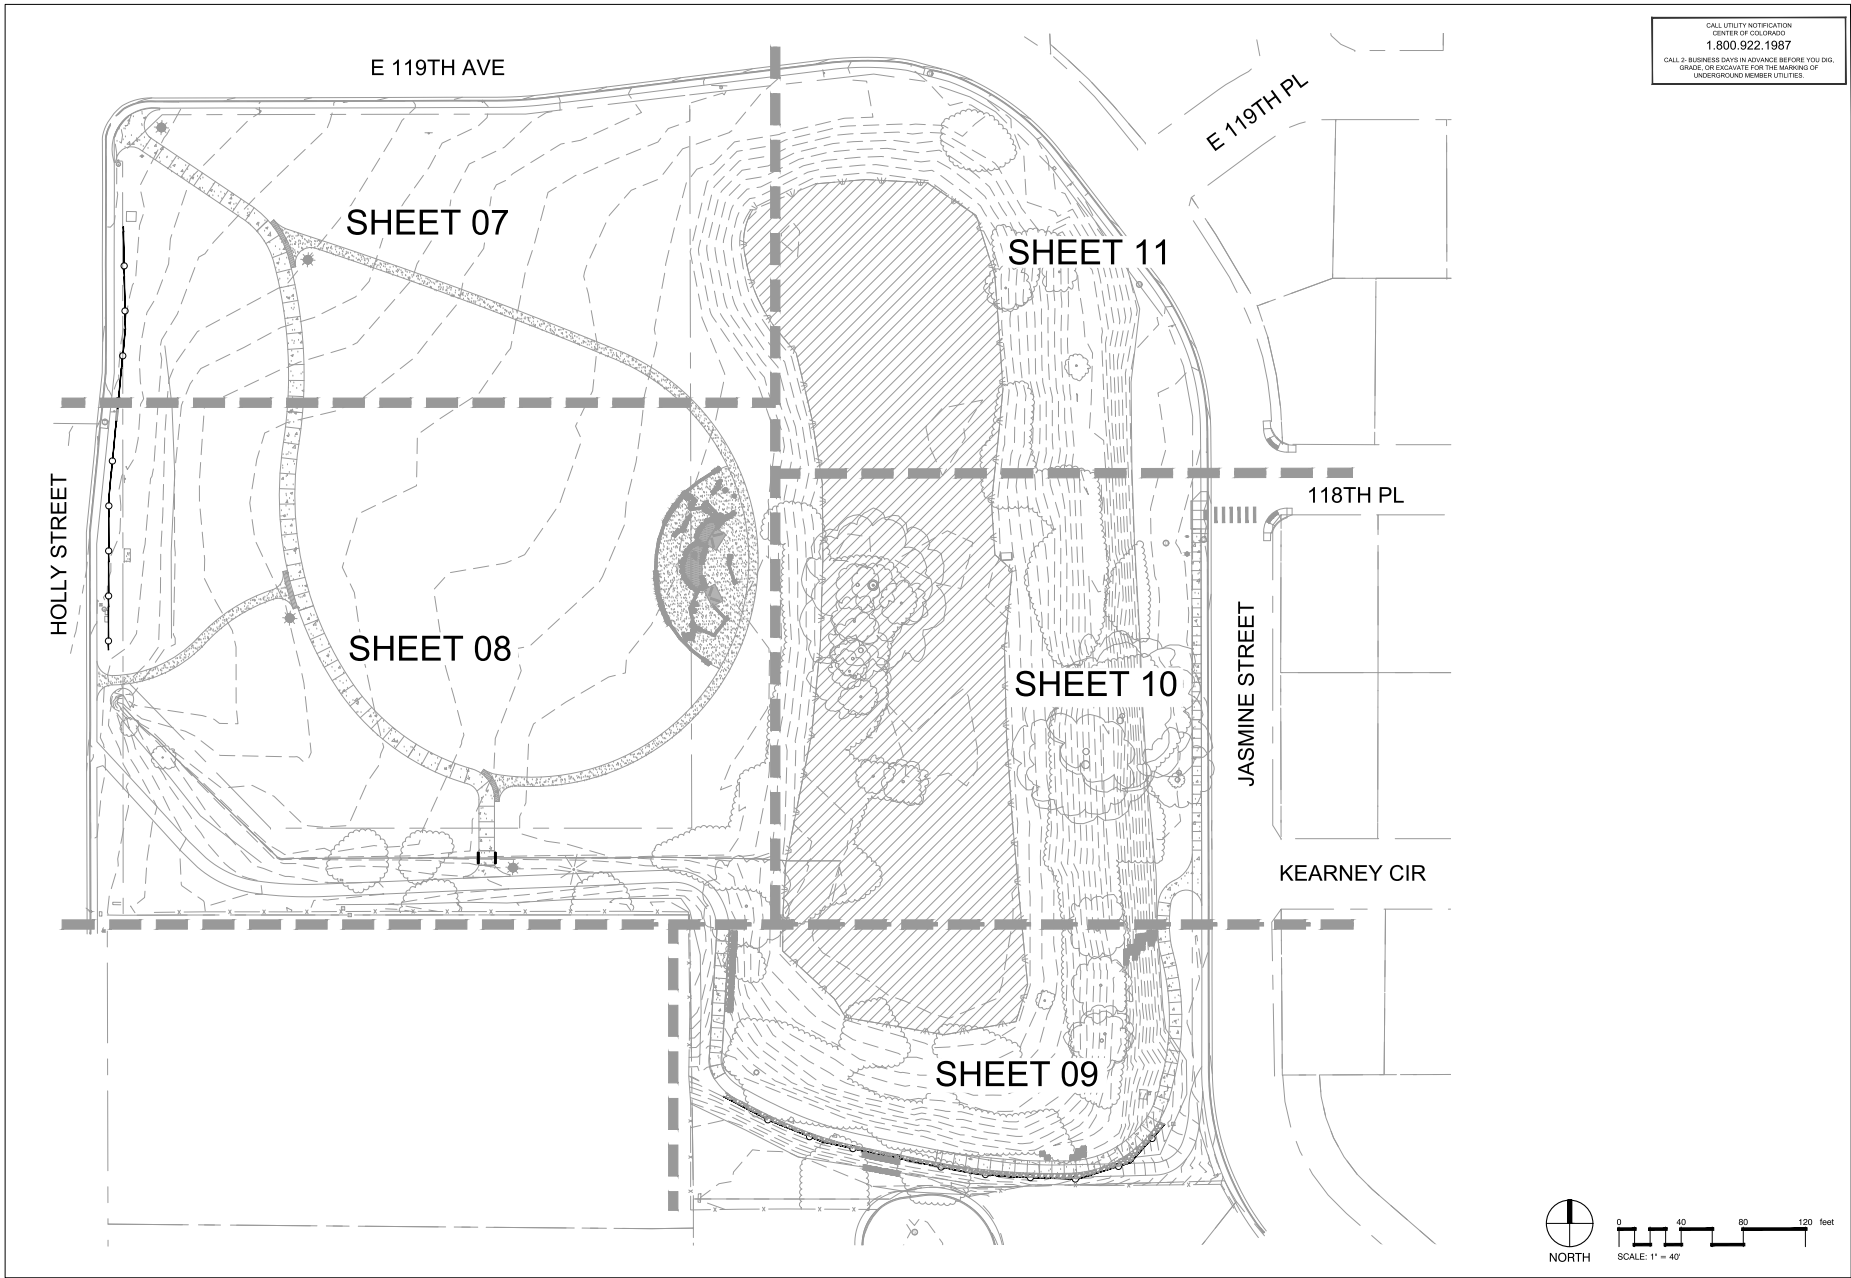 CALL UTILITY NOTIFICATION
CENTER OF COLORADO
1.800.922.1987
CALL 2- BUSINESS DAYS IN ADVANCE BEFORE YOU DIG,
GRADE, OR EXCAVATE FOR THE MARKING OF
UNDERGROUND MEMBER UTILITIES.
E 119TH AVE
E 119TH PL
SHEET 07
SHEET 11
118TH PL
HOLLY STREET
SHEET 08
SHEET 10
JASMINE STREET
KEARNEY CIR
SHEET 09
NORTH
0 40 80 120 feet
SCALE: 1" = 40'